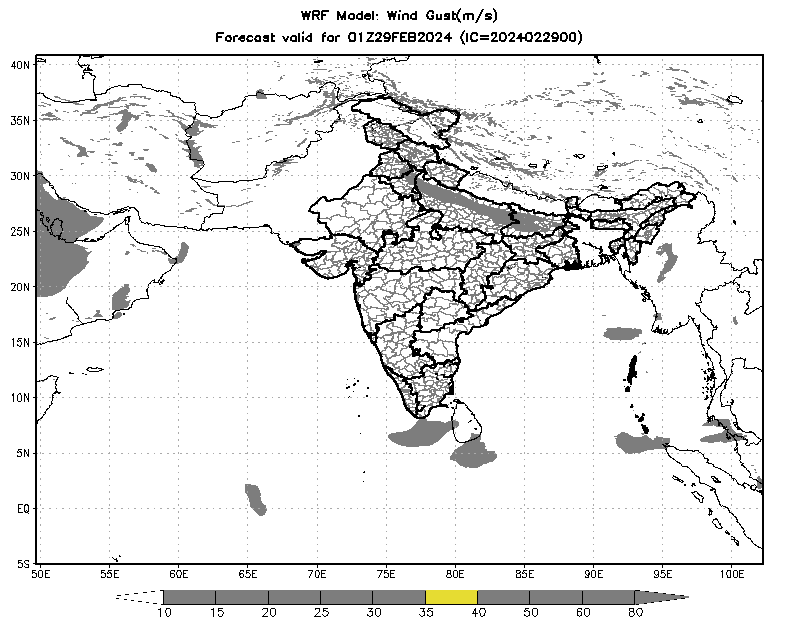 WRF Model: Wind Gust(m/s)
Forecast valid for 01Z29FEB2024 (IC=2024022900)
40N
35N
30N
25N
20N
15N
10N
5N
EQ
5S
50E 55E 60E 65E 70E 75E 80E 85E 90E 95E 100E
10 15 20 25 30 35 40 50 60 80